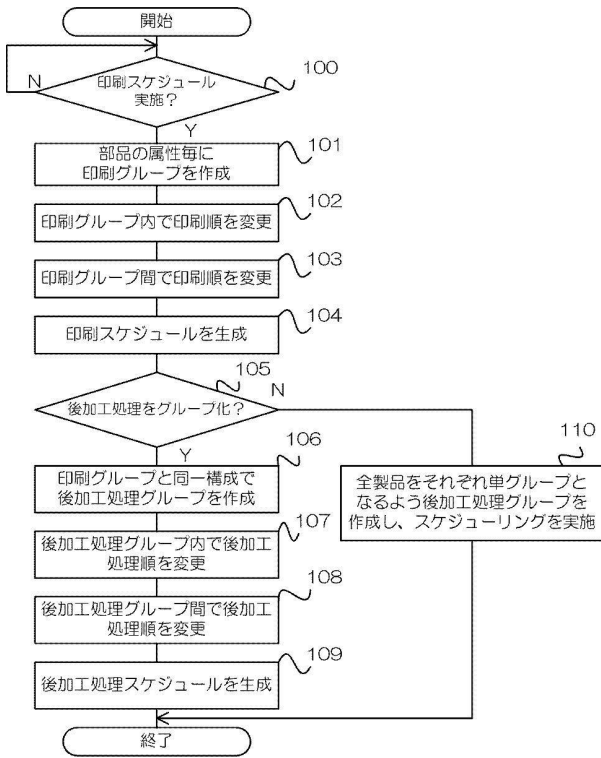 開始
印刷スケジュール
実施?
N
100
Y
部品の属性毎に
印刷グループを作成
101
印刷グループ内で印刷順を変更
102
印刷グループ間で印刷順を変更
103
印刷スケジュールを生成
104
後加工処理をグループ化?
105
N
Y
印刷グループと同一構成で
後加工処理グループを作成
106
全製品をそれぞれ単グループと
なるよう後加工処理グループを
作成し、スケジューリングを実施
110
後加工処理グループ内で後加工
処理順を変更
107
後加工処理グループ間で後加工
処理順を変更
108
後加工処理スケジュールを生成
109
終了